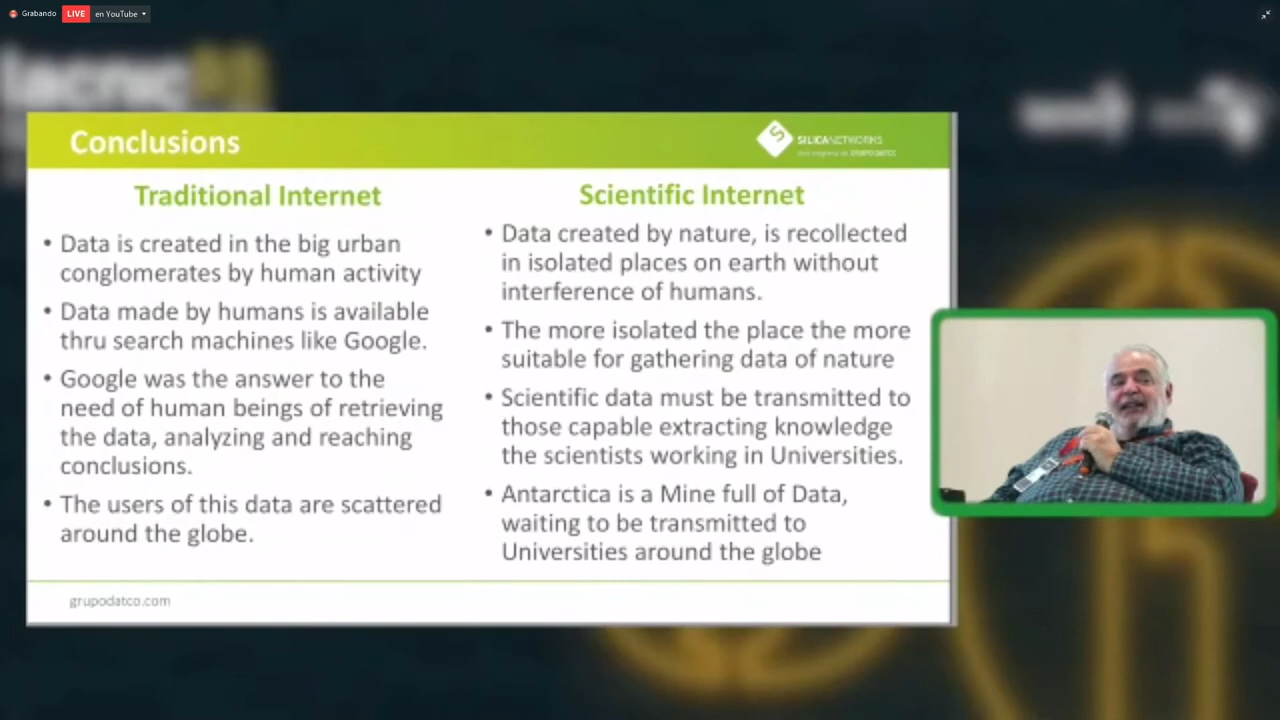 Grabando
LIVE
en YouTube
Conclusions
SILICANETWORKS
Traditional Internet
• Data is created in the big urban
conglomerates by human activity
• Data made by humans is available
thru search machines like Google.
• Google was the answer to the
need of human beings of retrieving
the data, analyzing and reaching
conclusions.
• The users of this data are scattered
around the globe.
Scientific Internet
• Data created by nature, is recollected
in isolated places on earth without
interference of humans.
• The more isolated the place the more
suitable for gathering data of nature
• Scientific data must be transmitted to
those capable extracting knowledge
the scientists working in Universities.
• Antarctica is a Mine full of Data,
waiting to be transmitted to
Universities around the globe
grupodatco.com